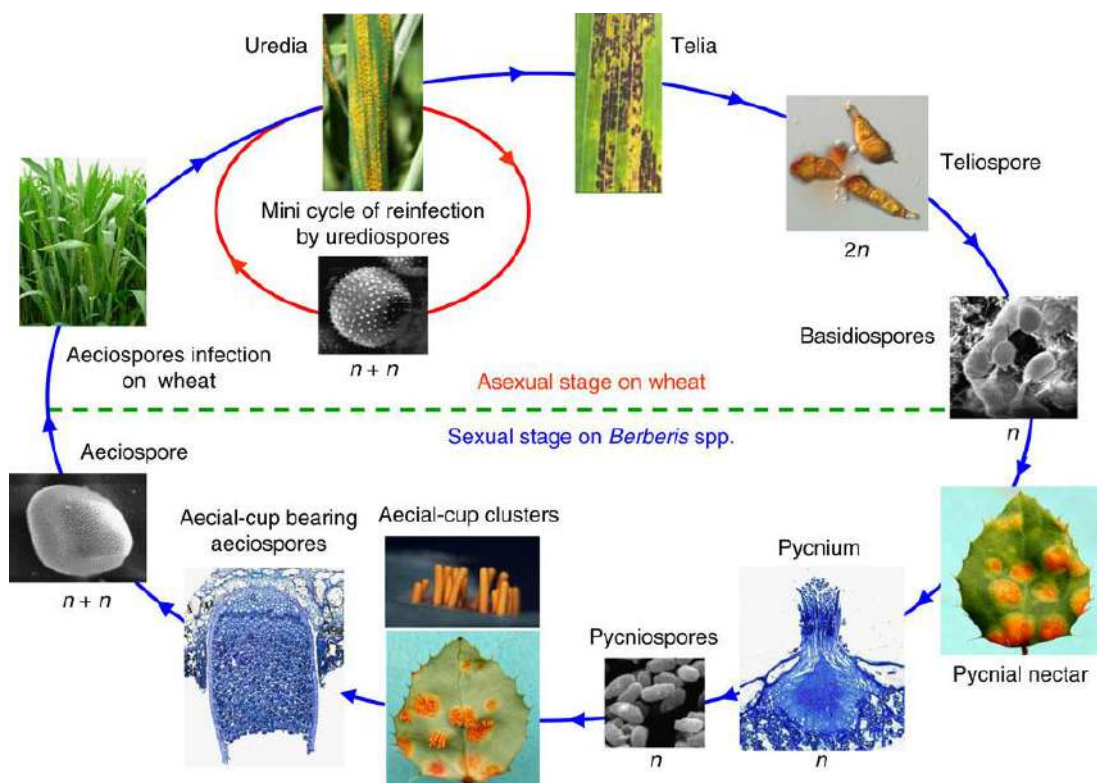 Uredia
Telia
Teliospore
2n
Mini cycle of reinfection
by urediospores
n + n
Basidiospores
n
Aeciospores infection
on wheat
Asexual stage on wheat
Sexual stage on Berberis spp.
Aeciospore
n + n
Aecial-cup bearing
aeciospores
Aecial-cup clusters
Pycniospores
n
Pycnium
n
Pycnial nectar